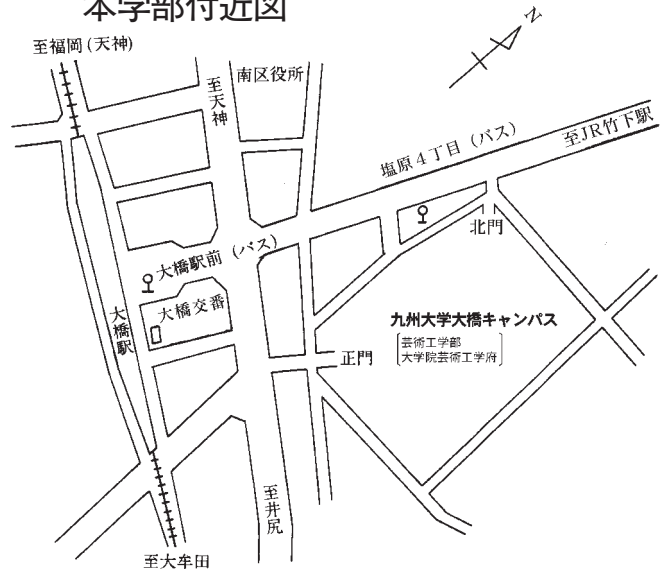 本学部付近図
至福岡(天神)
N
至天神
南区役所
塩原4丁目(バス)
至JR竹下駅
北門
大橋駅前(バス)
大橋交番
大橋駅
九州大学大橋キャンパス
芸術工学部
大学院芸術工学府
正門
至井尻
至大牟田